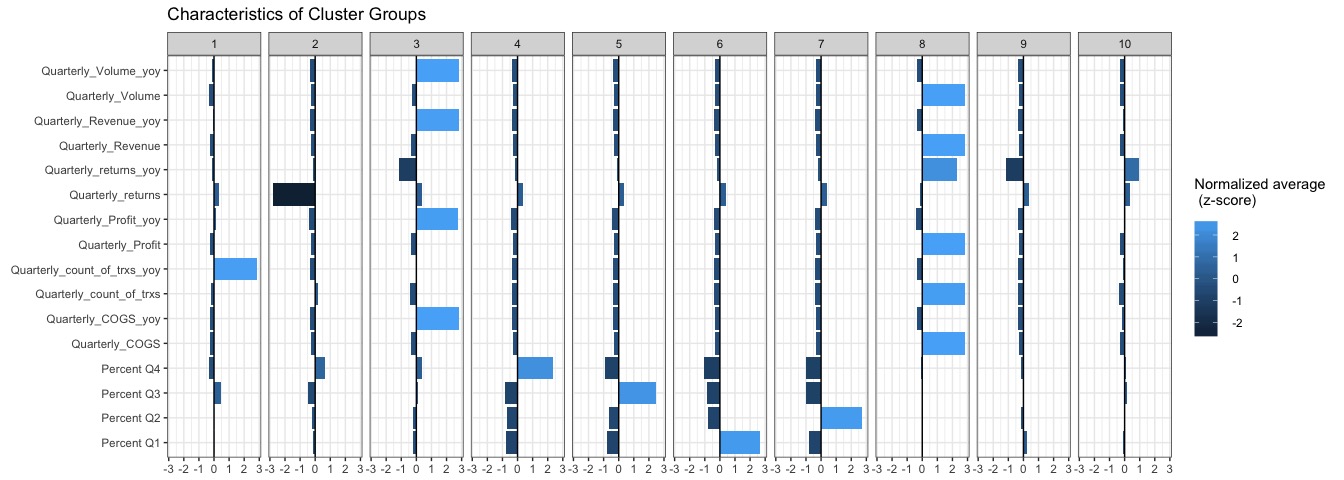 Characteristics of Cluster Groups
1 2 3 4 5 6 7 8 9 10
Quarterly_Volume_yoy
Quarterly_Volume
Quarterly_Revenue_yoy
Quarterly_Revenue
Quarterly_returns_yoy
Quarterly_returns
Quarterly_Profit_yoy
Quarterly_Profit
Quarterly_count_of_trxs_yoy
Quarterly_count_of_trxs
Quarterly_COGS_yoy
Quarterly_COGS
Percent Q4
Percent Q3
Percent Q2
Percent Q1
-3 -2 -1 0 1 2 3 -3 -2 -1 0 1 2 3 -3 -2 -1 0 1 2 3 -3 -2 -1 0 1 2 3 -3 -2 -1 0 1 2 3 -3 -2 -1 0 1 2 3 -3 -2 -1 0 1 2 3 -3 -2 -1 0 1 2 3 -3 -2 -1 0 1 2 3 -3 -2 -1 0 1 2 3
Normalized average
(z-score)
2
1
0
-1
-2